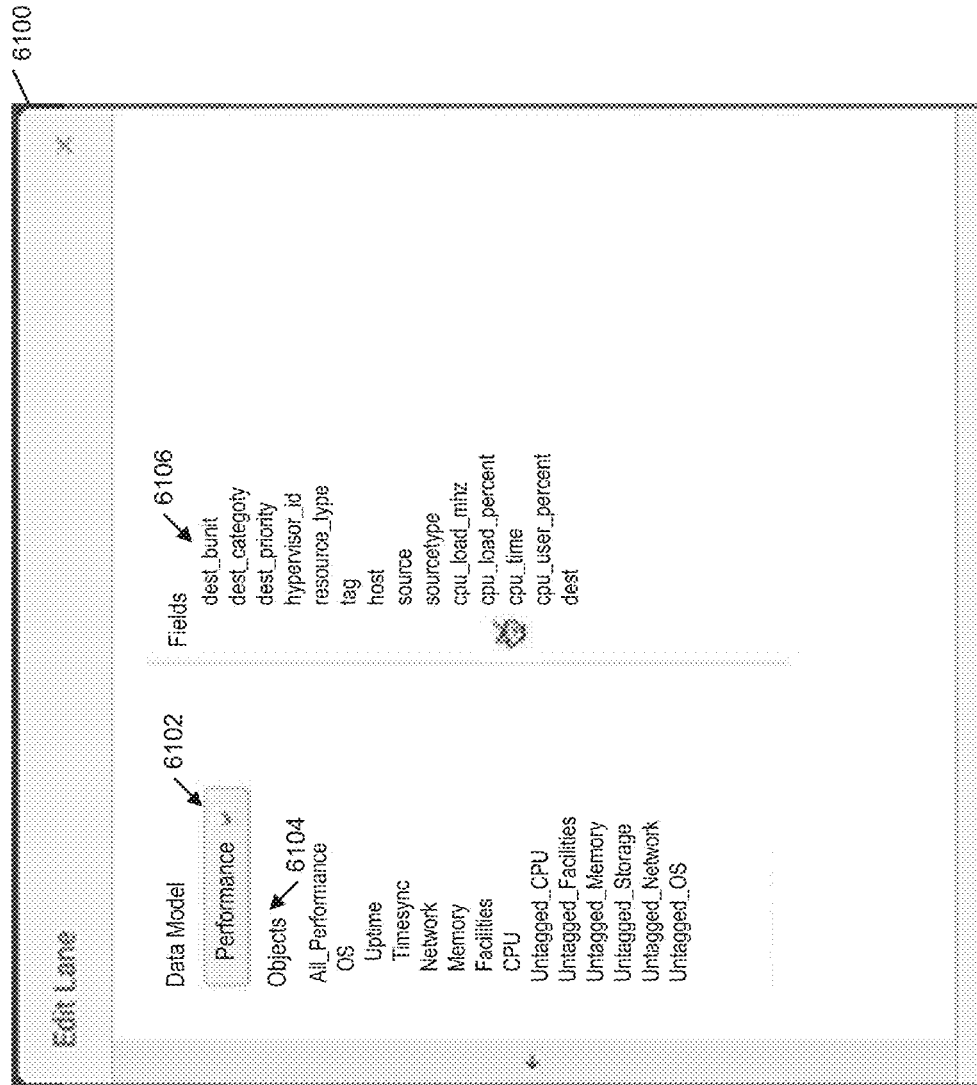 6100
Edit Lane
×
Data Model
6102
Performance
Objects
6104
All_Performance
OS
Uptime
Timesync
Network
Memory
Facilities
CPU
Untagged_CPU
Untagged_Facilities
Untagged_Memory
Untagged_Storage
Untagged_Network
Untagged_OS
Fields
6106
dest_bunit
dest_categoty
dest_priority
hypervisor_id
resource_type
tag
host
source
sourcetype
cpu_load_mhz
cpu_load_percent
cpu_time
cpu_user_percent
dest